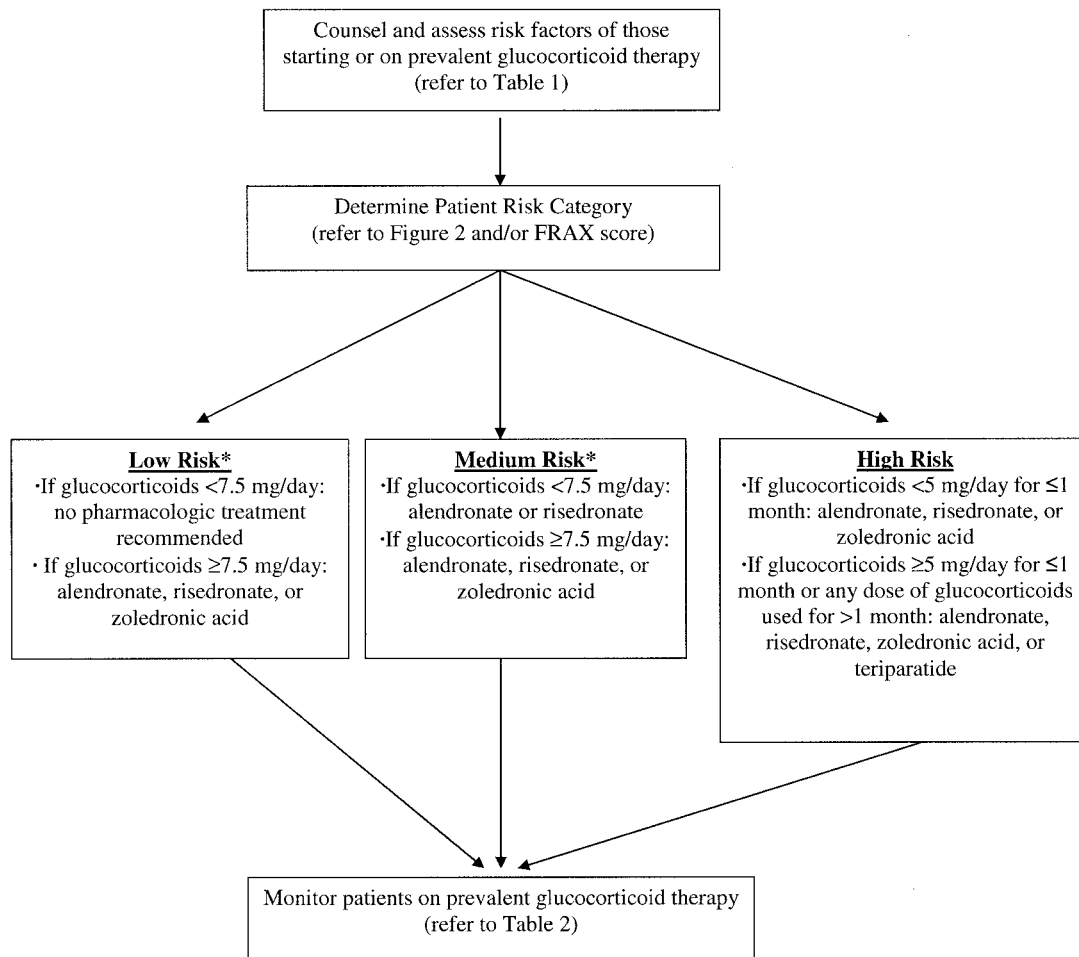 Counsel and assess risk factors of those
starting or on prevalent glucocorticoid therapy
(refer to Table 1)
Determine Patient Risk Category
(refer to Figure 2 and/or FRAX score)
Low Risk*
·If glucocorticoids <7.5 mg/day:
no pharmacologic treatment
recommended
· If glucocorticoids ≥7.5 mg/day:
alendronate, risedronate, or
zoledronic acid
Medium Risk*
·If glucocorticoids <7.5 mg/day:
alendronate or risedronate
·If glucocorticoids ≥7.5 mg/day:
alendronate, risedronate, or
zoledronic acid
High Risk
·If glucocorticoids <5 mg/day for ≤1
month: alendronate, risedronate, or
zoledronic acid
·If glucocorticoids ≥5 mg/day for ≤1
month or any dose of glucocorticoids
used for >1 month: alendronate,
risedronate, zoledronic acid, or
teriparatide
Monitor patients on prevalent glucocorticoid therapy
(refer to Table 2)